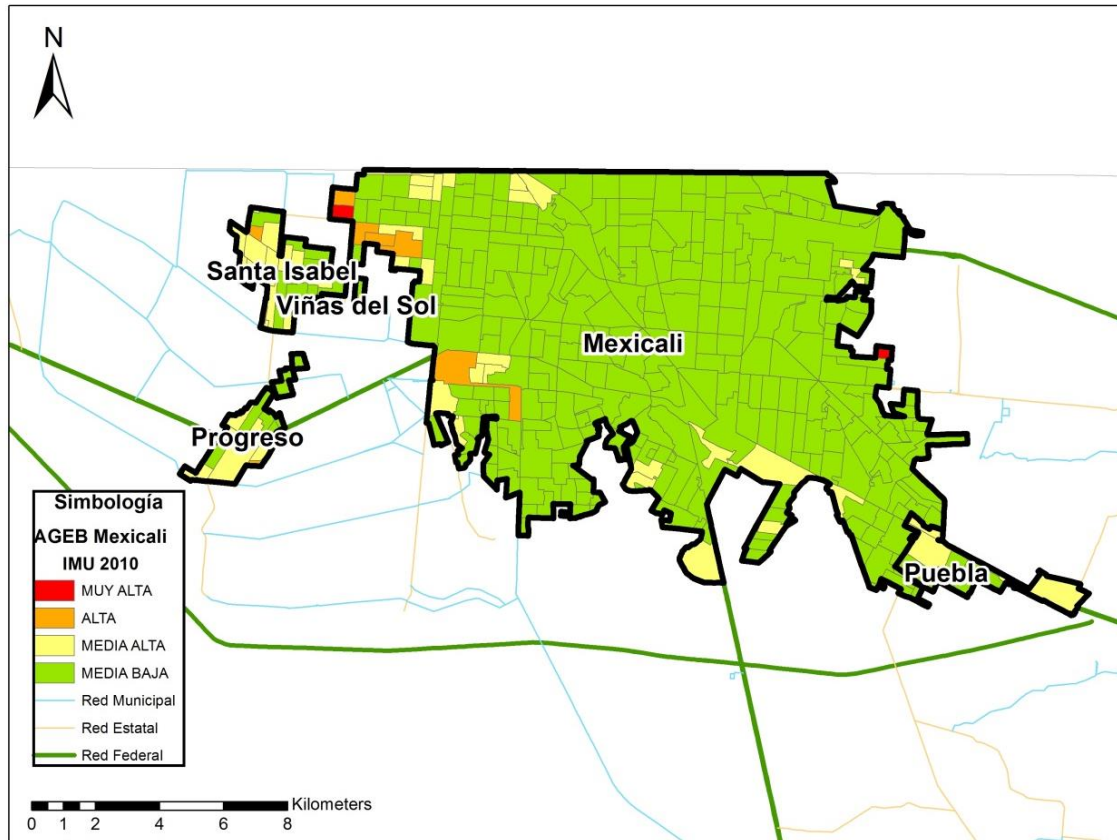 N
Santa Isabel
Viñas del Sol
Mexicali
Progreso
Puebla
Simbología
AGEB Mexicali
IMU 2010
MUY ALTA
ALTA
MEDIA ALTA
MEDIA BAJA
Red Municipal
Red Estatal
Red Federal
Kilometers
0 1 2 4 6 8